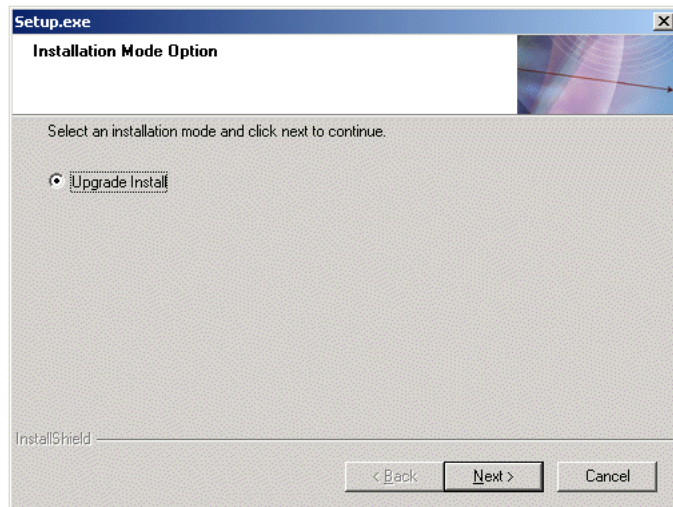 Setup.exe
Installation Mode Option
Select an installation mode and click next to continue.
Upgrade Install
InstallShield
< Back Next > Cancel